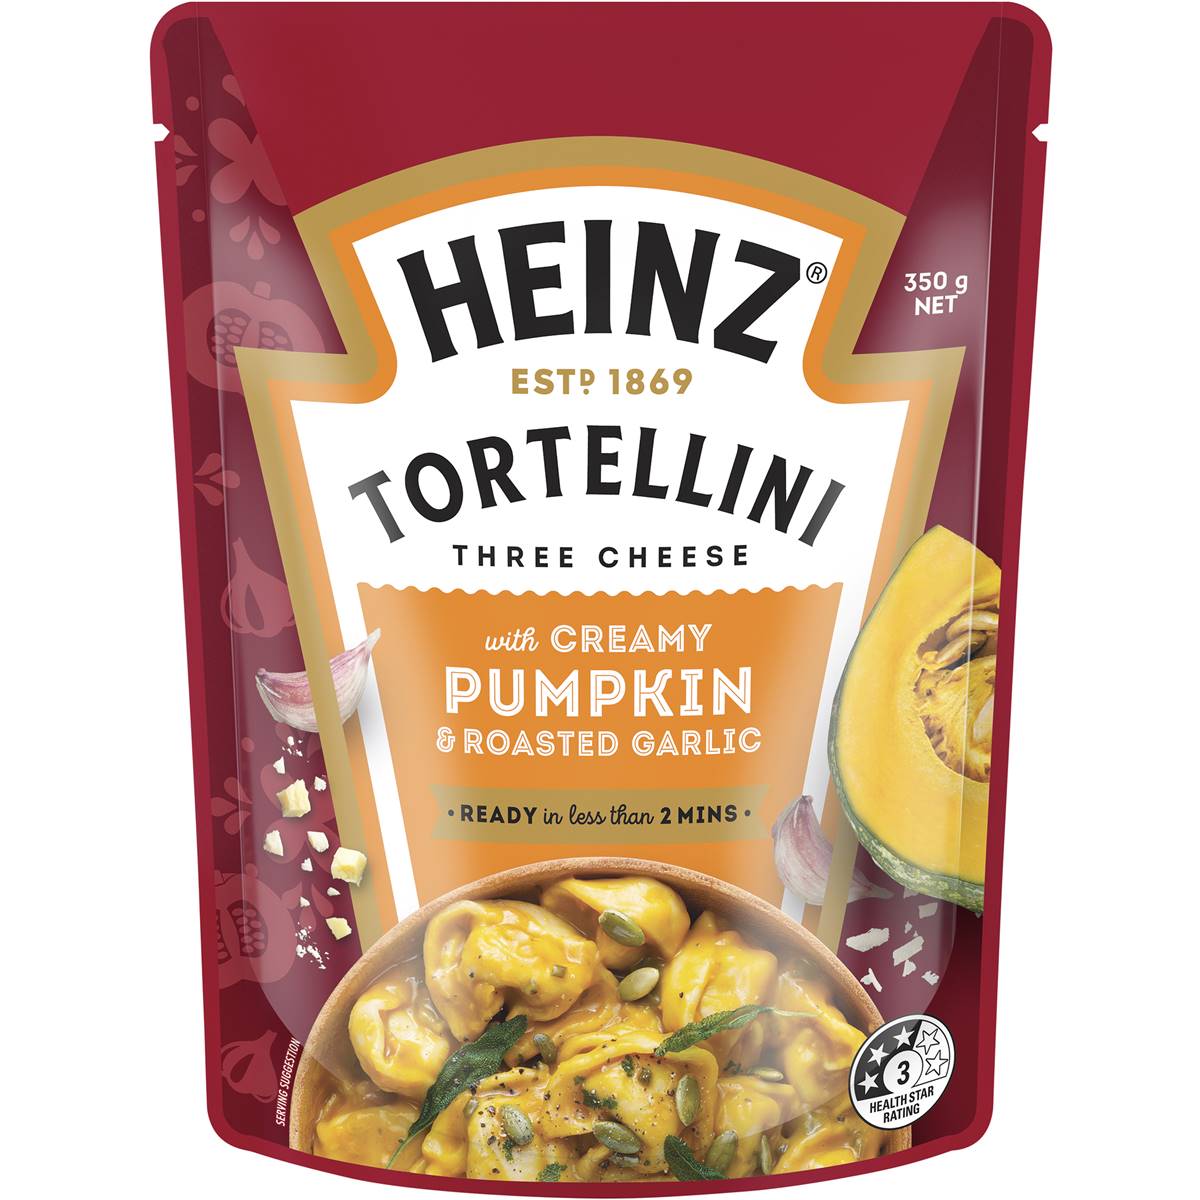 HEINZ®
350 g
NET
ESTD 1869
TORTELLINI
THREE CHEESE
with CREAMY
PUMPKIN
& ROASTED GARLIC
• READY in less than 2 MINS •
SERVING SUGGESTION
3
HEALTH STAR
RATING